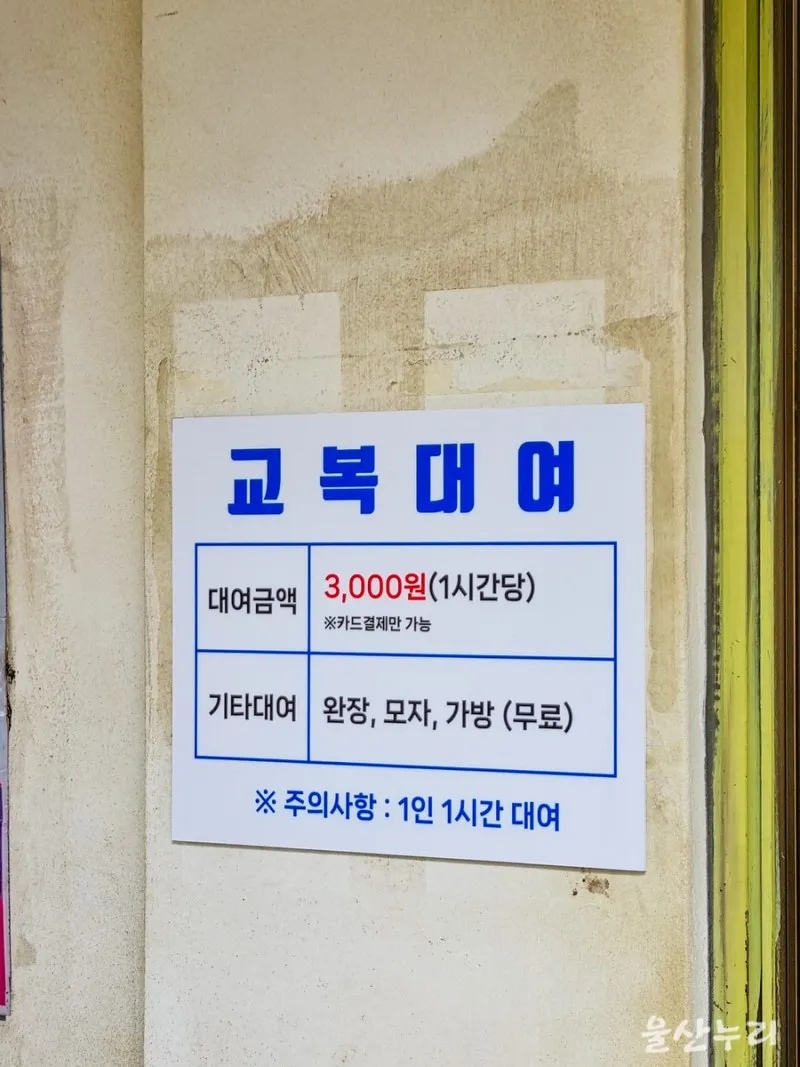 교복대여
대여금액
3,000원(1시간당)
※카드결제만 가능
기타대여
완장, 모자, 가방 (무료)
※ 주의사항 : 1인 1시간 대여
울산누리